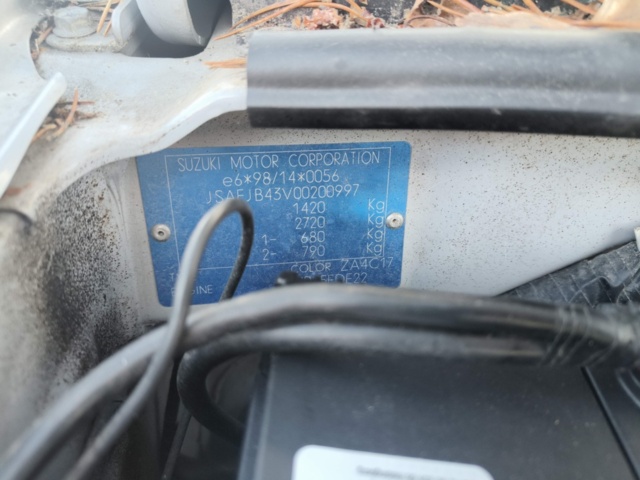 SUZUKI MOTOR CORPORATION
e6*98/14*0056
JSAFJB43V00200997
1420 Kg
2720 Kg
1- 680 Kg
2- 790 Kg
COLOR ZA4C17